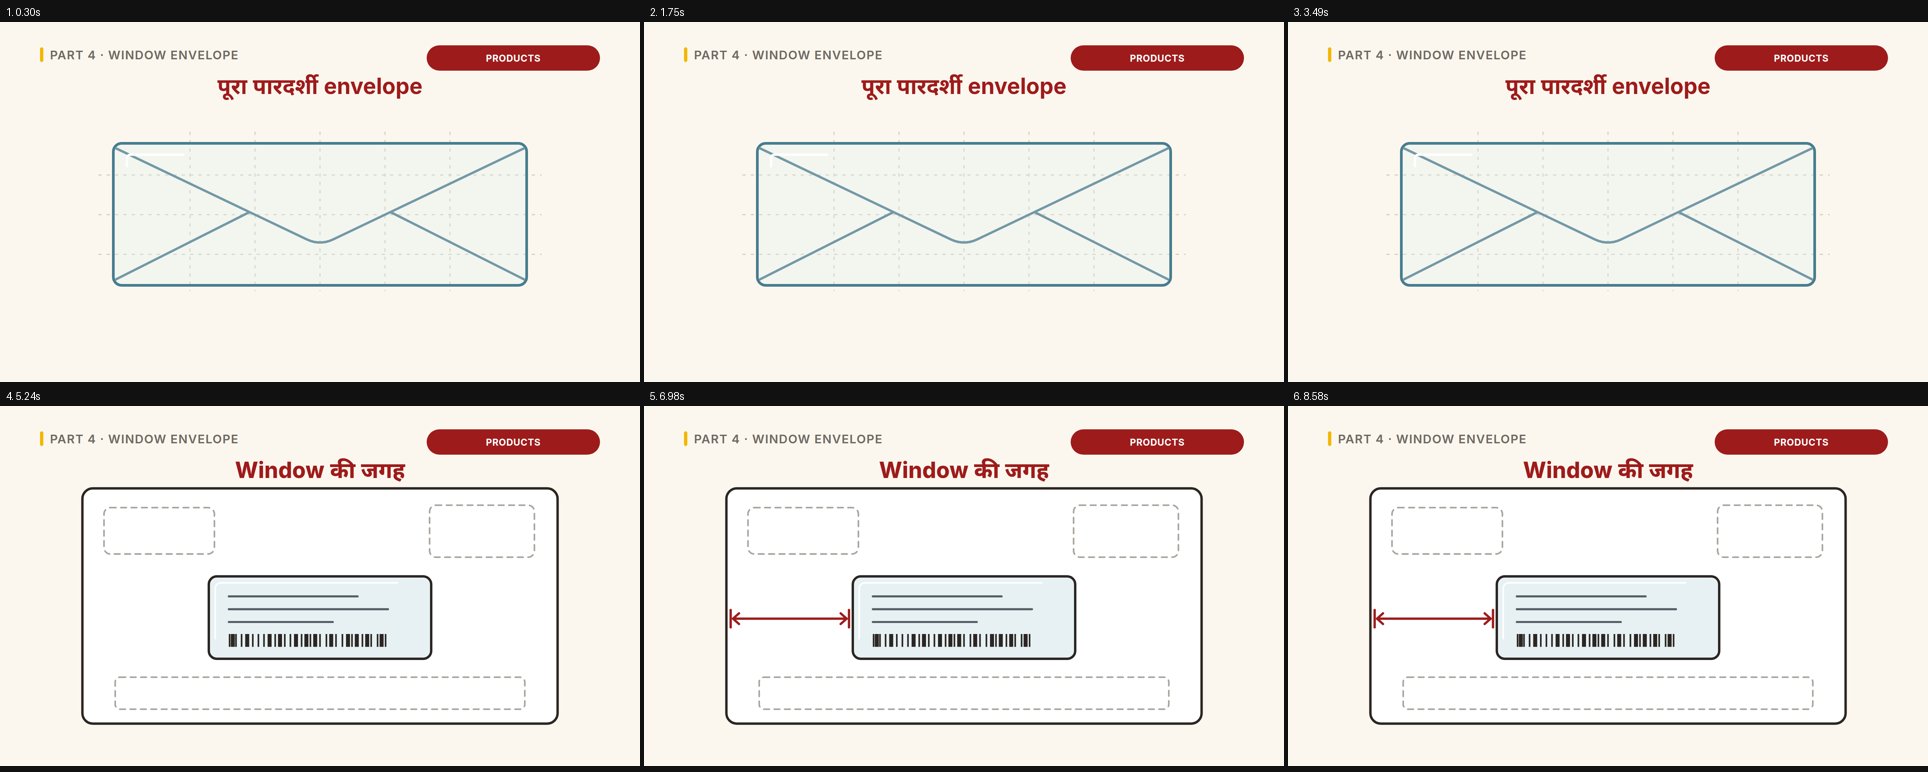 1. 0.30s
2. 1.75s
3. 3.49s
PART 4 · WINDOW ENVELOPE
PRODUCTS
पूरा पारदर्शी envelope
PART 4 · WINDOW ENVELOPE
PRODUCTS
पूरा पारदर्शी envelope
PART 4 · WINDOW ENVELOPE
PRODUCTS
पूरा पारदर्शी envelope
4. 5.24s
5. 6.98s
6. 8.58s
PART 4 · WINDOW ENVELOPE
PRODUCTS
Window की जगह
PART 4 · WINDOW ENVELOPE
PRODUCTS
Window की जगह
PART 4 · WINDOW ENVELOPE
PRODUCTS
Window की जगह